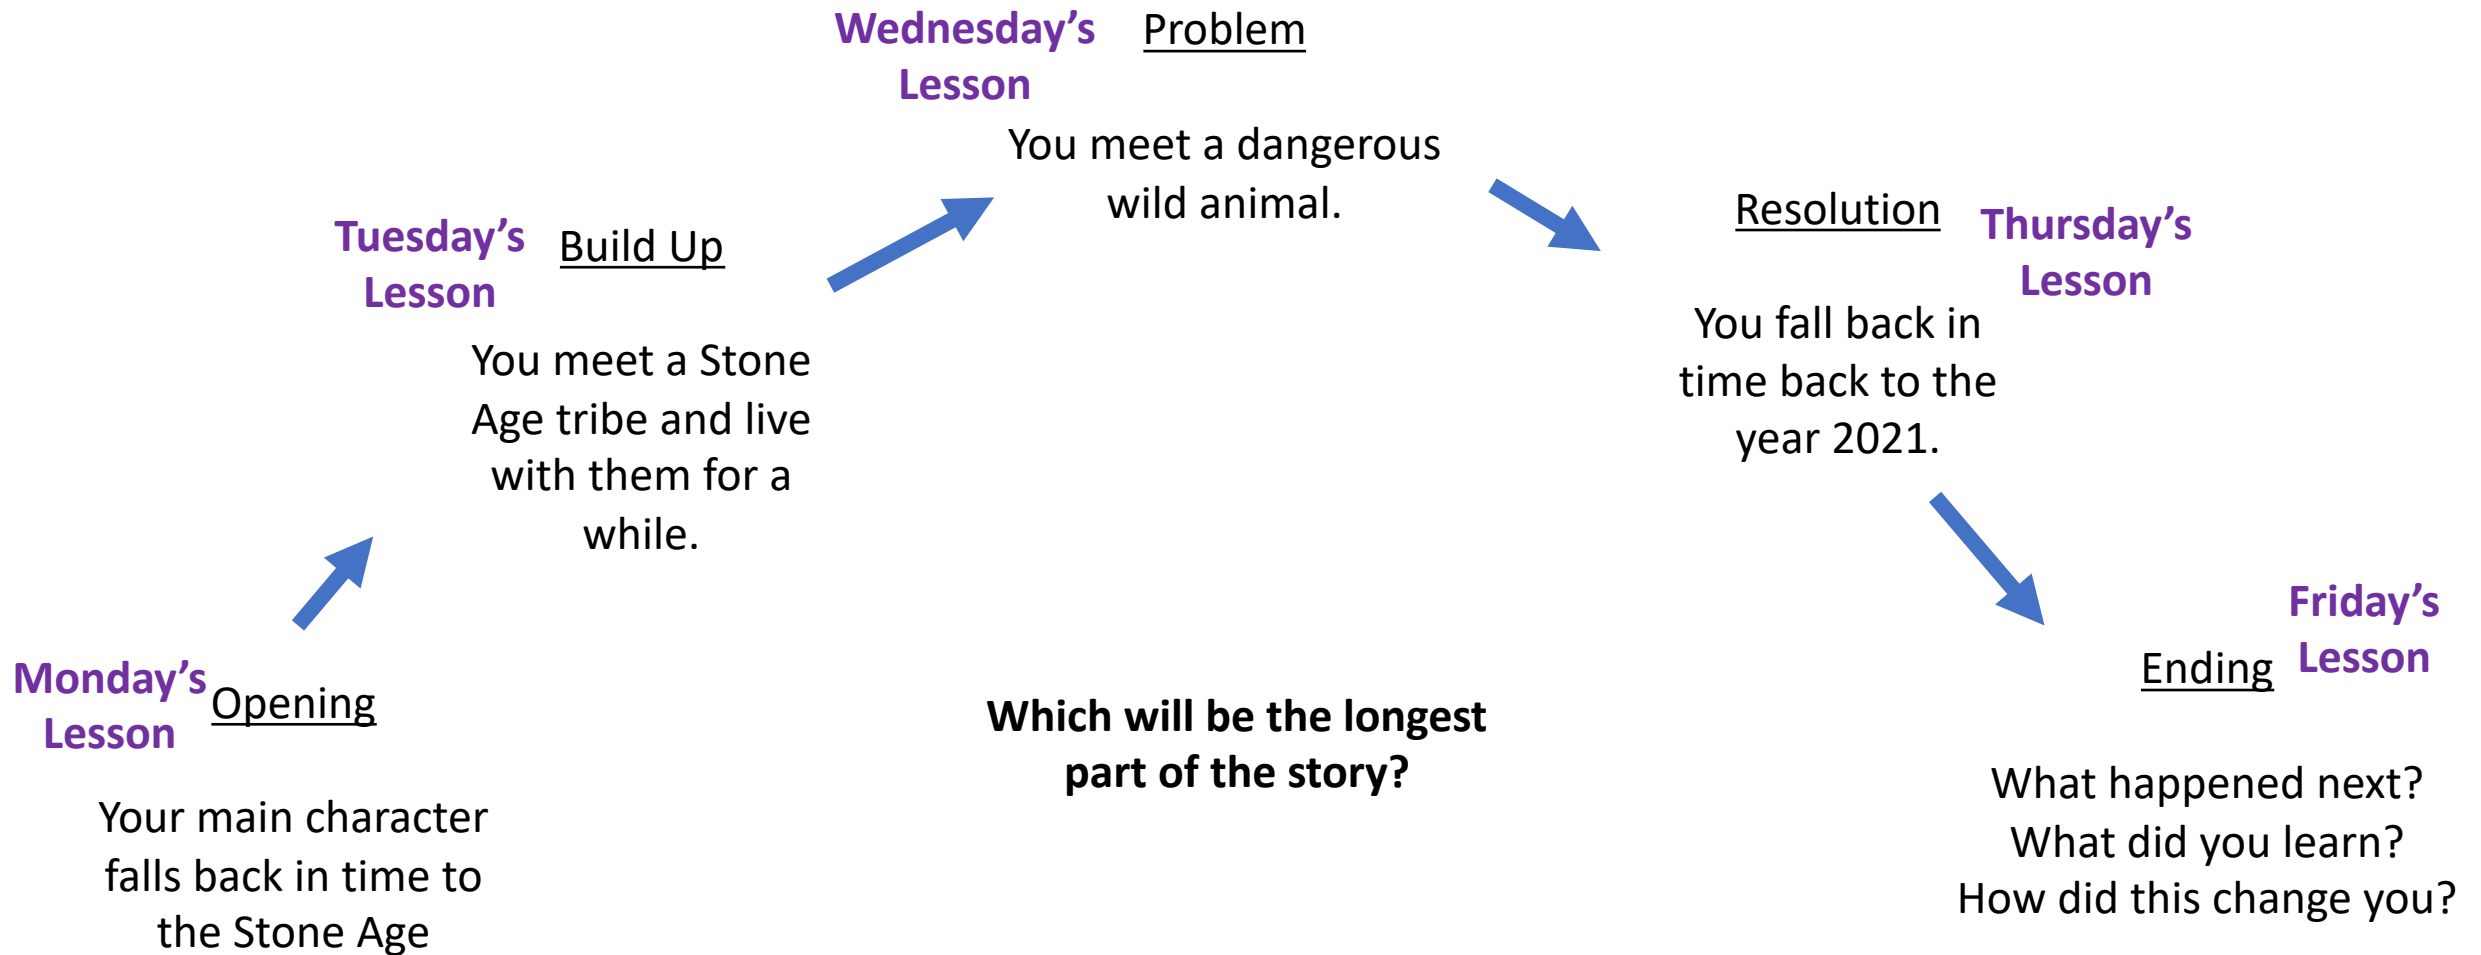 Monday’s
Lesson
Opening
Your main character
falls back in time to
the Stone Age
Tuesday’s
Lesson
Build Up
You meet a Stone
Age tribe and live
with them for a
while.
Wednesday’s
Lesson
Problem
You meet a dangerous
wild animal.
Resolution
Thursday’s
Lesson
You fall back in
time back to the
year 2021.
Friday’s
Lesson
Ending
What happened next?
What did you learn?
How did this change you?
Which will be the longest
part of the story?